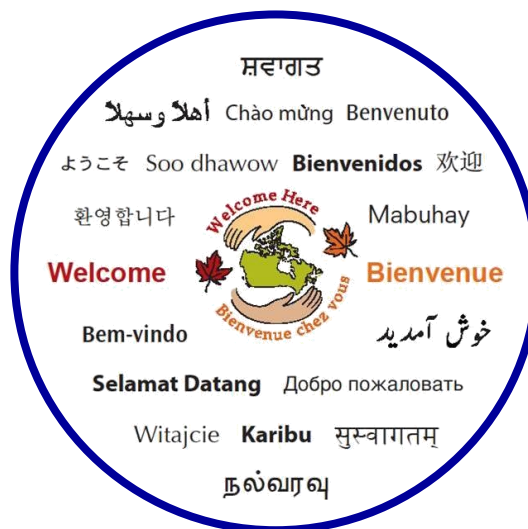 ਸ਼ਵਾਗਤ
أهلاً وسهلاً Chào mừng Benvenuto
ようこそ Soo dhawow Bienvenidos 欢迎
환영합니다 Mabuhay
Welcome Here
Welcome Bienvenue
Bienvenue chez vous
Bem-vindo خوش آمدید
Selamat Datang Добро пожаловать
Witajcie Karibu सुस्वागतम्
நல்வரவு